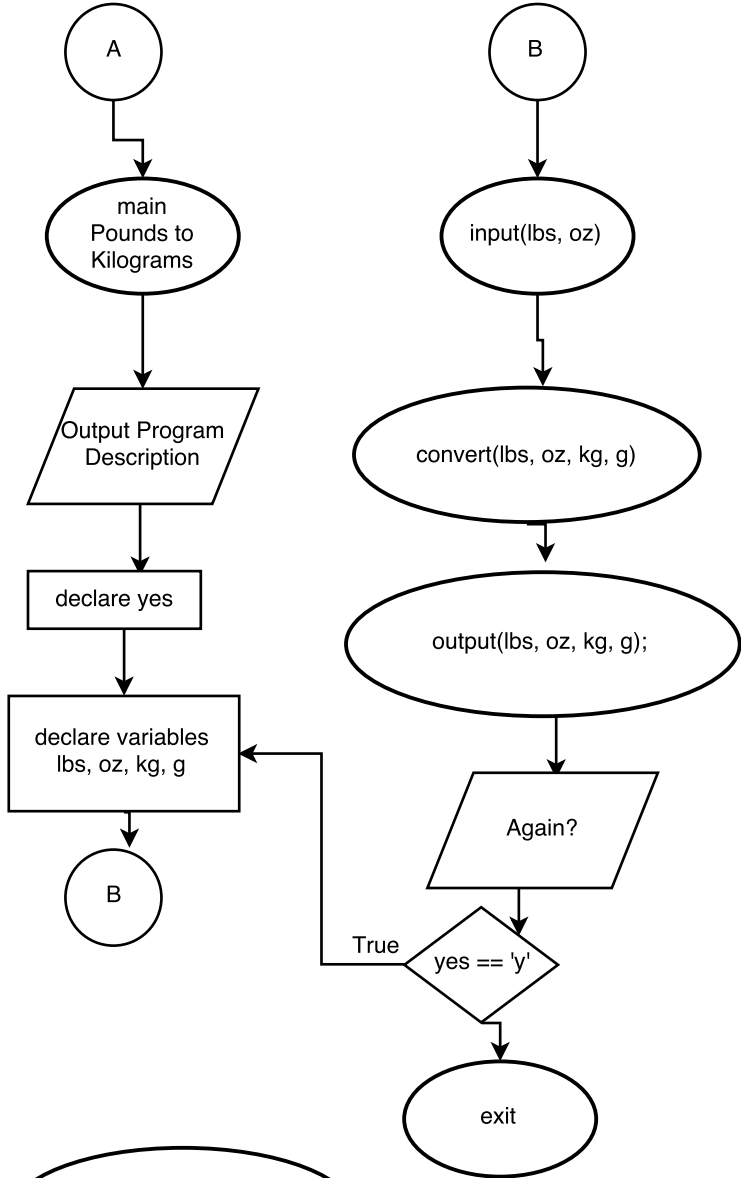 A
main
Pounds to
Kilograms
Output Program
Description
declare yes
declare variables
lbs, oz, kg, g
B
B
input(lbs, oz)
convert(lbs, oz, kg, g)
output(lbs, oz, kg, g);
Again?
yes == 'y'
True
exit